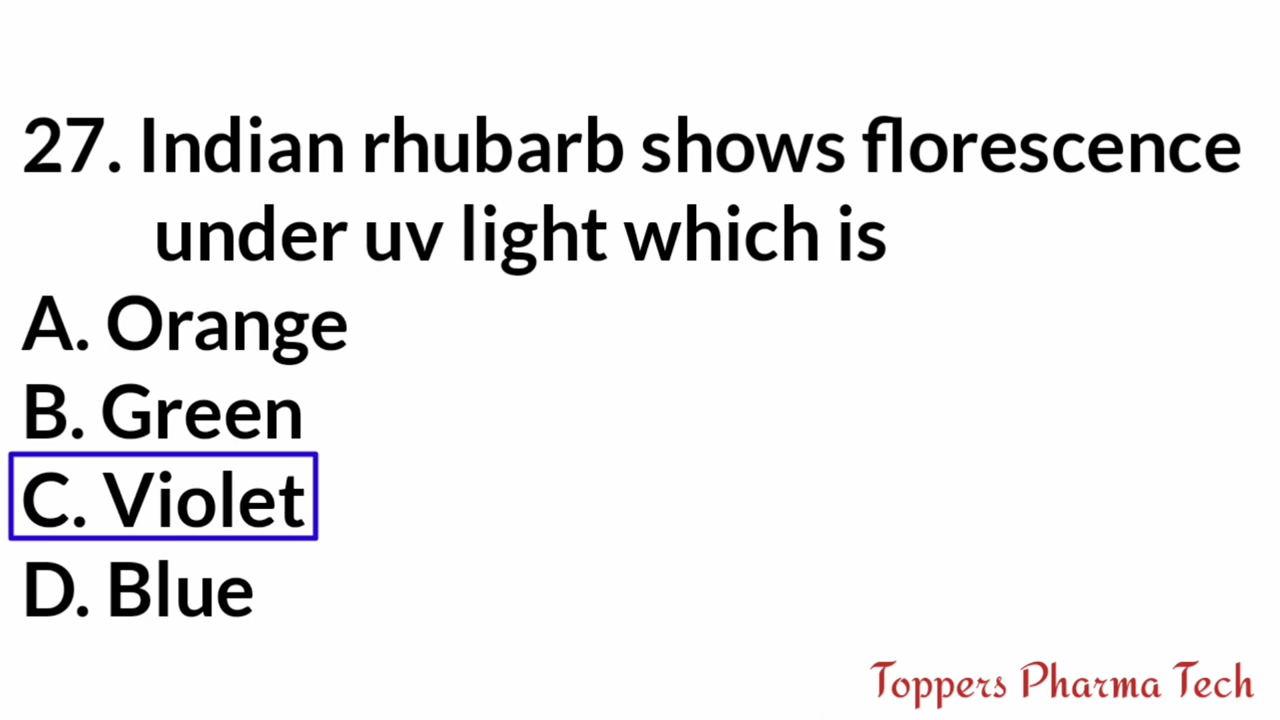 27. Indian rhubarb shows florescence
under uv light which is
A. Orange
B. Green
C. Violet
D. Blue
Toppers Pharma Tech